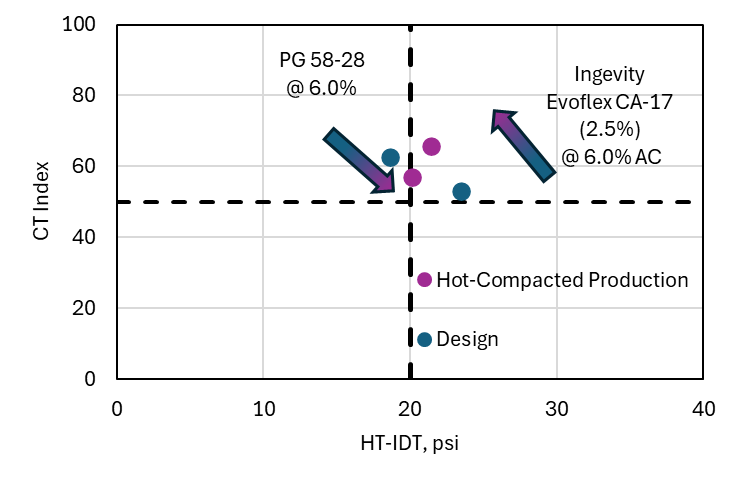 100
80
60
40
20
0
CT Index
PG 58-28
@ 6.0%
Ingevity
Evoflex CA-17
(2.5%)
@ 6.0% AC
Hot-Compacted Production
Design
0 10 20 30 40
HT-IDT, psi